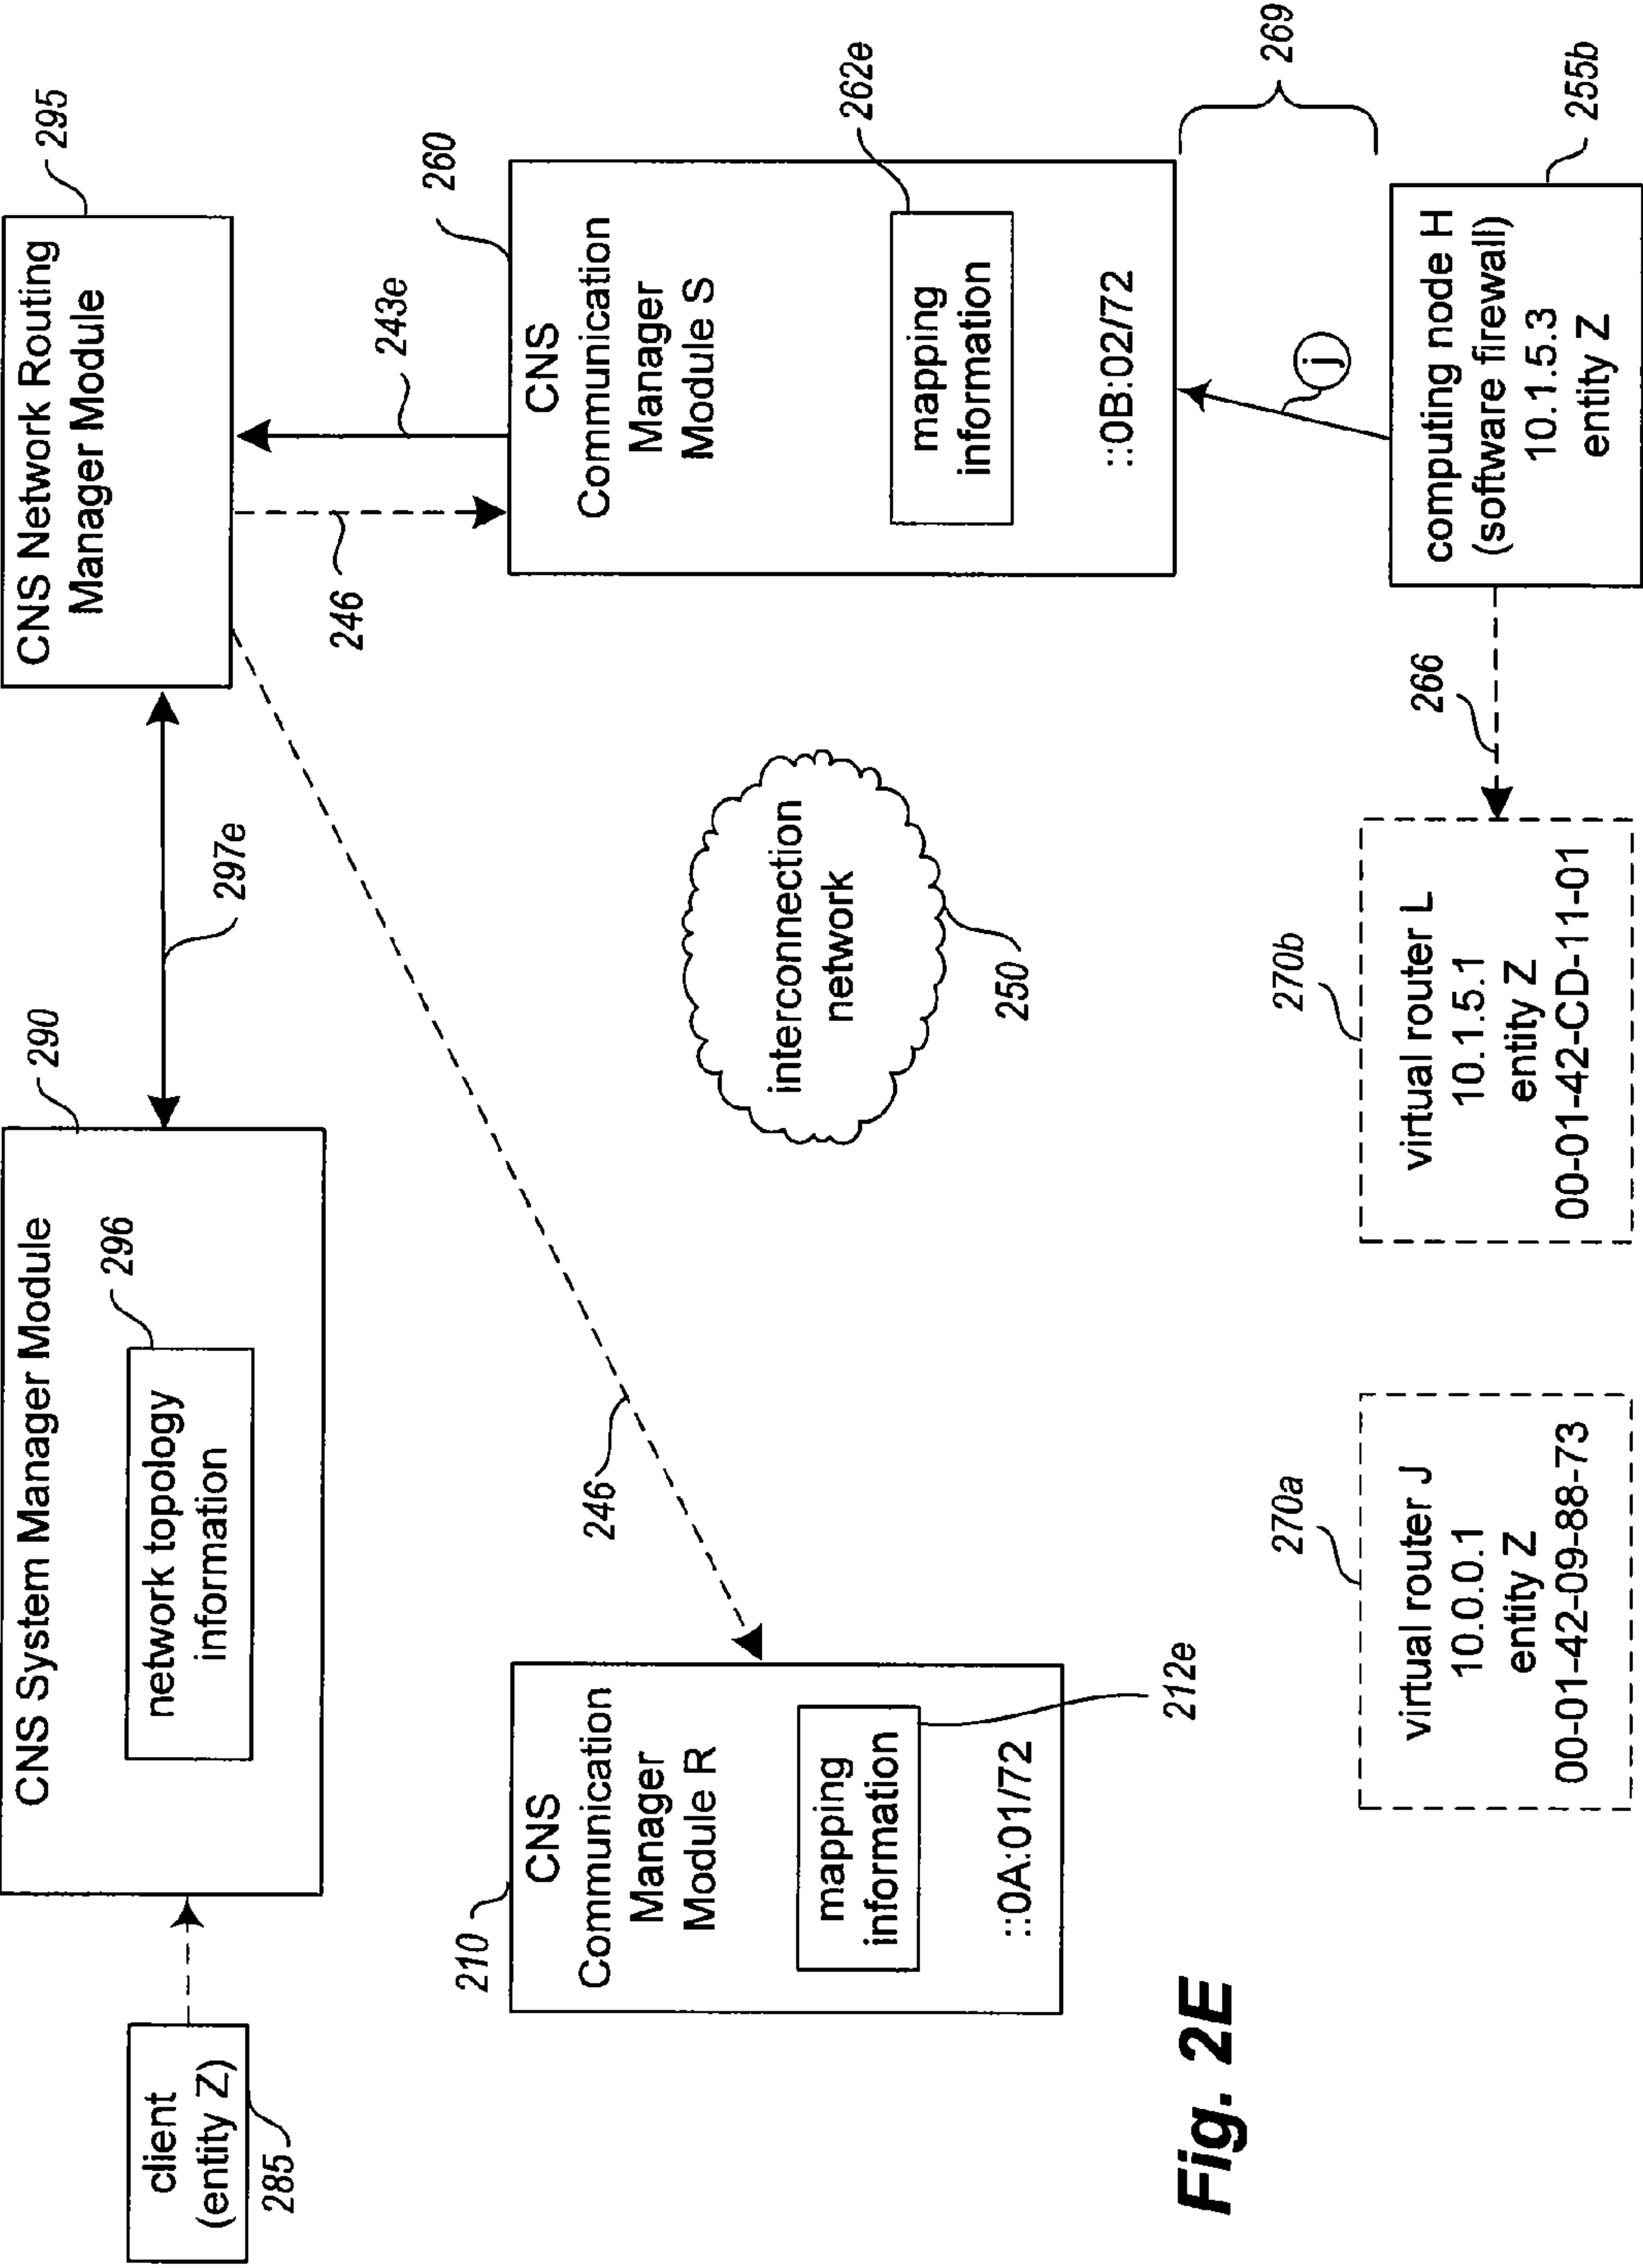 client
(entity Z)
285
CNS System Manager Module
290
network topology
information
296
297e
CNS Network Routing
Manager Module
295
246
243e
246
210
CNS
Communication
Manager
Module R
mapping
information
212e
::0A:01/72
interconnection
network
250
260
CNS
Communication
Manager
Module S
mapping
information
262e
::0B:02/72
269
j
270a
virtual router J
10.0.0.1
entity Z
00-01-42-09-88-73
270b
virtual router L
10.1.5.1
entity Z
00-01-42-CD-11-01
266
computing node H
(software firewall)
10.1.5.3
entity Z
255b
Fig. 2E